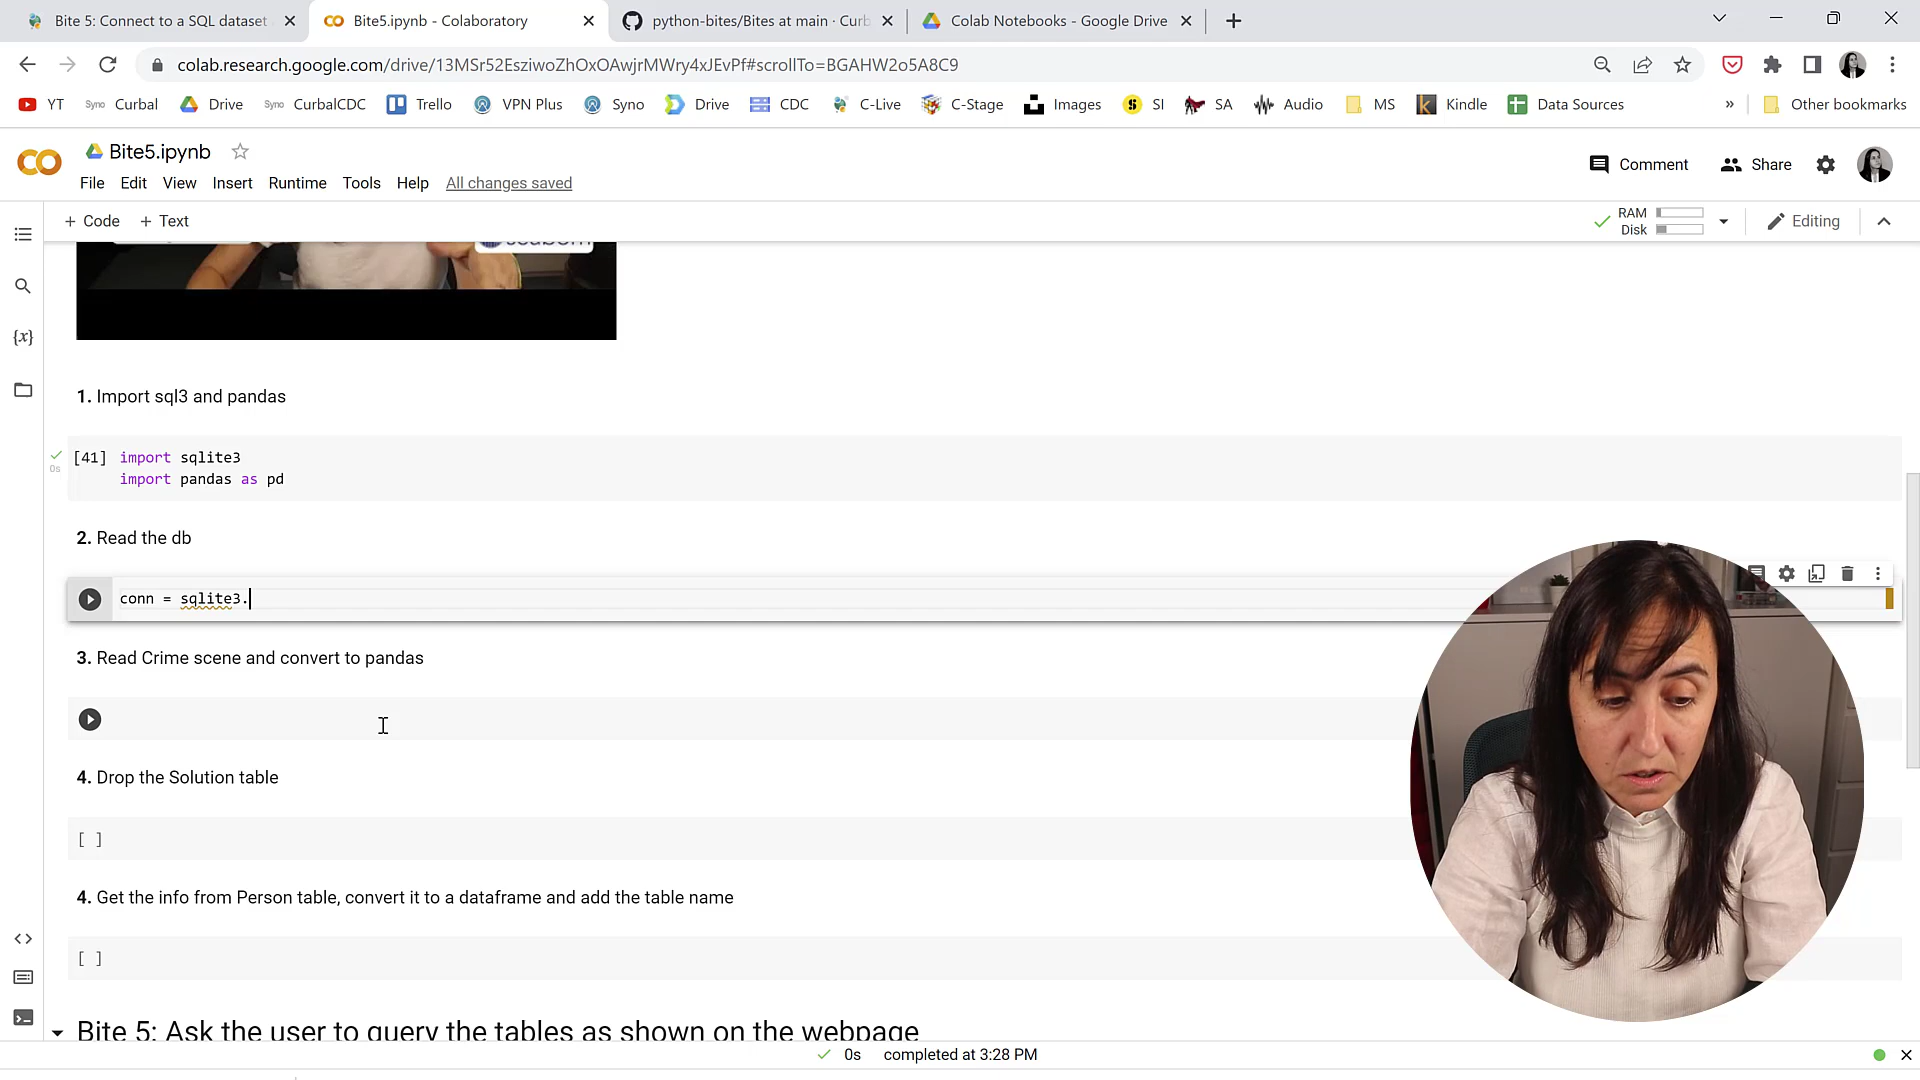 Bite 5: Connect to a SQL dataset
Bite5.ipynb - Colaboratory
python-bites/Bites at main · Curb
Colab Notebooks - Google Drive
colab.research.google.com/drive/13MSr52EsziwoZhOxOAwjrMWry4xJEvPf#scrollTo=BGAHW2o5A8C9
YT
Syno Curbal
Drive
Syno CurbalCDC
Trello
VPN Plus
Syno
Drive
CDC
C-Live
C-Stage
Images
SI
SA
Audio
MS
Kindle
Data Sources
»
Other bookmarks
CO
Bite5.ipynb
Comment
Share
File Edit View Insert Runtime Tools Help All changes saved
+ Code + Text
RAM
Disk
Editing
{x}
1. Import sql3 and pandas
0s
[41] import sqlite3
import pandas as pd
2. Read the db
conn = sqlite3.
3. Read Crime scene and convert to pandas
4. Drop the Solution table
[ ]
4. Get the info from Person table, convert it to a dataframe and add the table name
[ ]
Bite 5: Ask the user to query the tables as shown on the webpage
0s completed at 3:28 PM